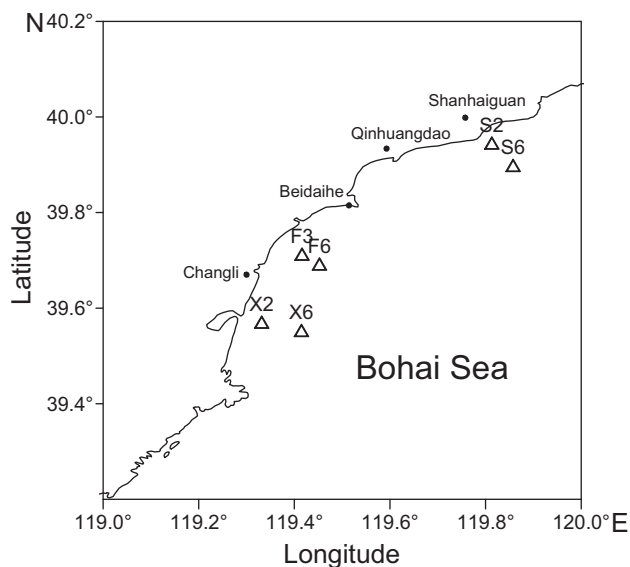 N
40.2°
40.0°
39.8°
39.6°
39.4°
Latitude
Shanhaiguan
S2
Qinhuangdao
S6
Beidaihe
F3
F6
Changli
X2
X6
Bohai Sea
119.0°
119.2°
119.4°
119.6°
119.8°
120.0°E
Longitude